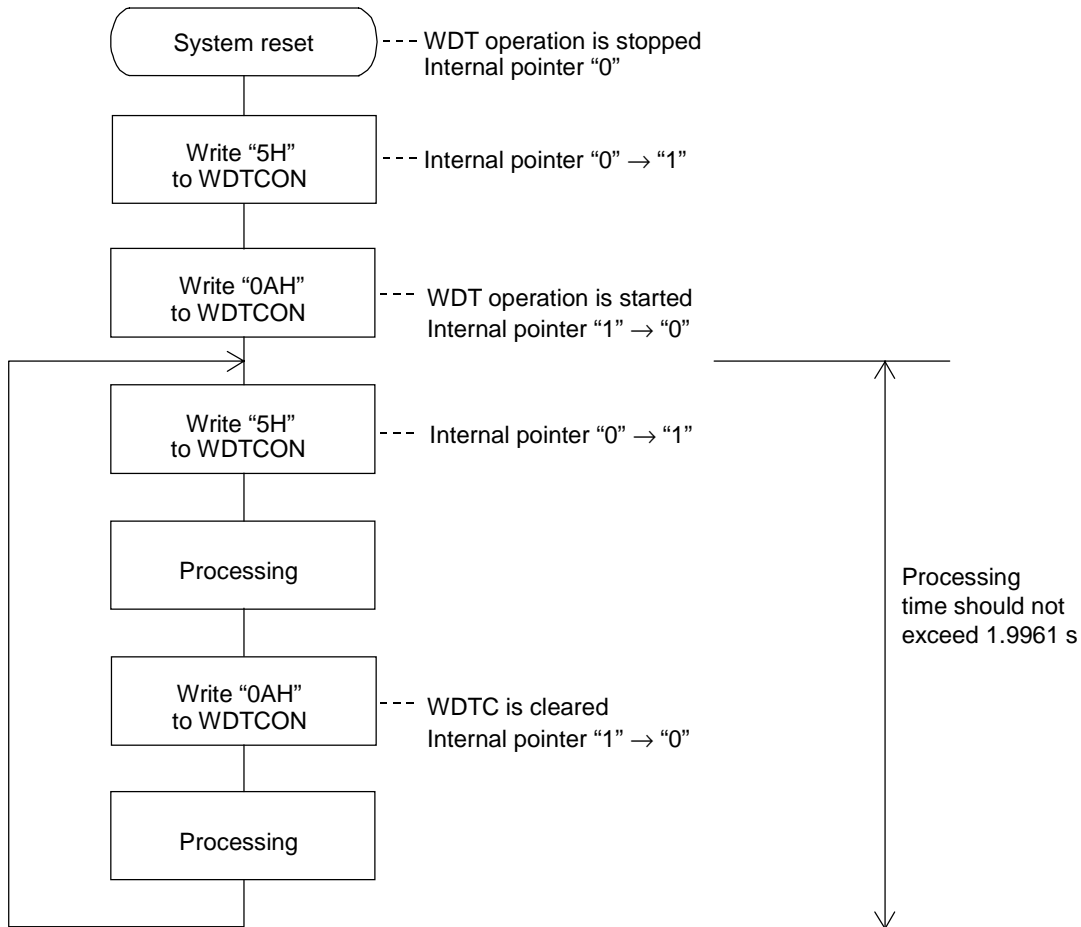 System reset
WDT operation is stopped
Internal pointer “0”
Write “5H”
to WDTCON
Internal pointer “0” → “1”
Write “0AH”
to WDTCON
WDT operation is started
Internal pointer “1” → “0”
Write “5H”
to WDTCON
Internal pointer “0” → “1”
Processing
Processing
time should not
exceed 1.9961 s
Write “0AH”
to WDTCON
WDTC is cleared
Internal pointer “1” → “0”
Processing